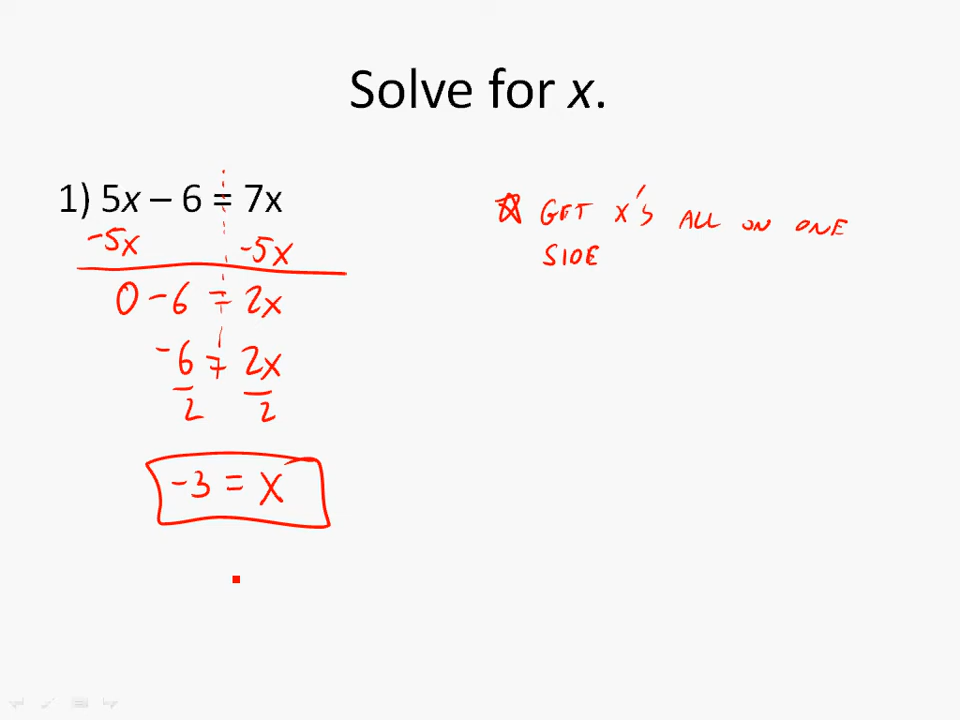 Solve for x.
1) 5x – 6 = 7x
-5x -5x
0 - 6 = 2x
-6 = 2x
2 2
-3 = x
☆ GET X'S ALL ON ONE
SIDE